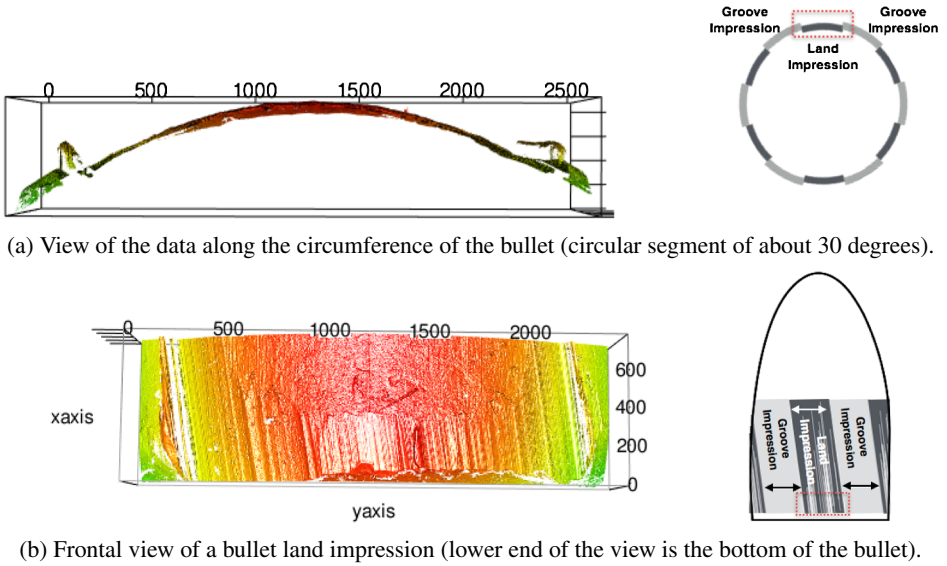 Groove
Impression
Groove
Impression
Land
Impression
0 500 1000 1500 2000 2500
(a) View of the data along the circumference of the bullet (circular segment of about 30 degrees).
0 500 1000 1500 2000
600
400
200
0
xaxis
yaxis
Groove
Impression
Land
Impression
Groove
Impression
(b) Frontal view of a bullet land impression (lower end of the view is the bottom of the bullet).